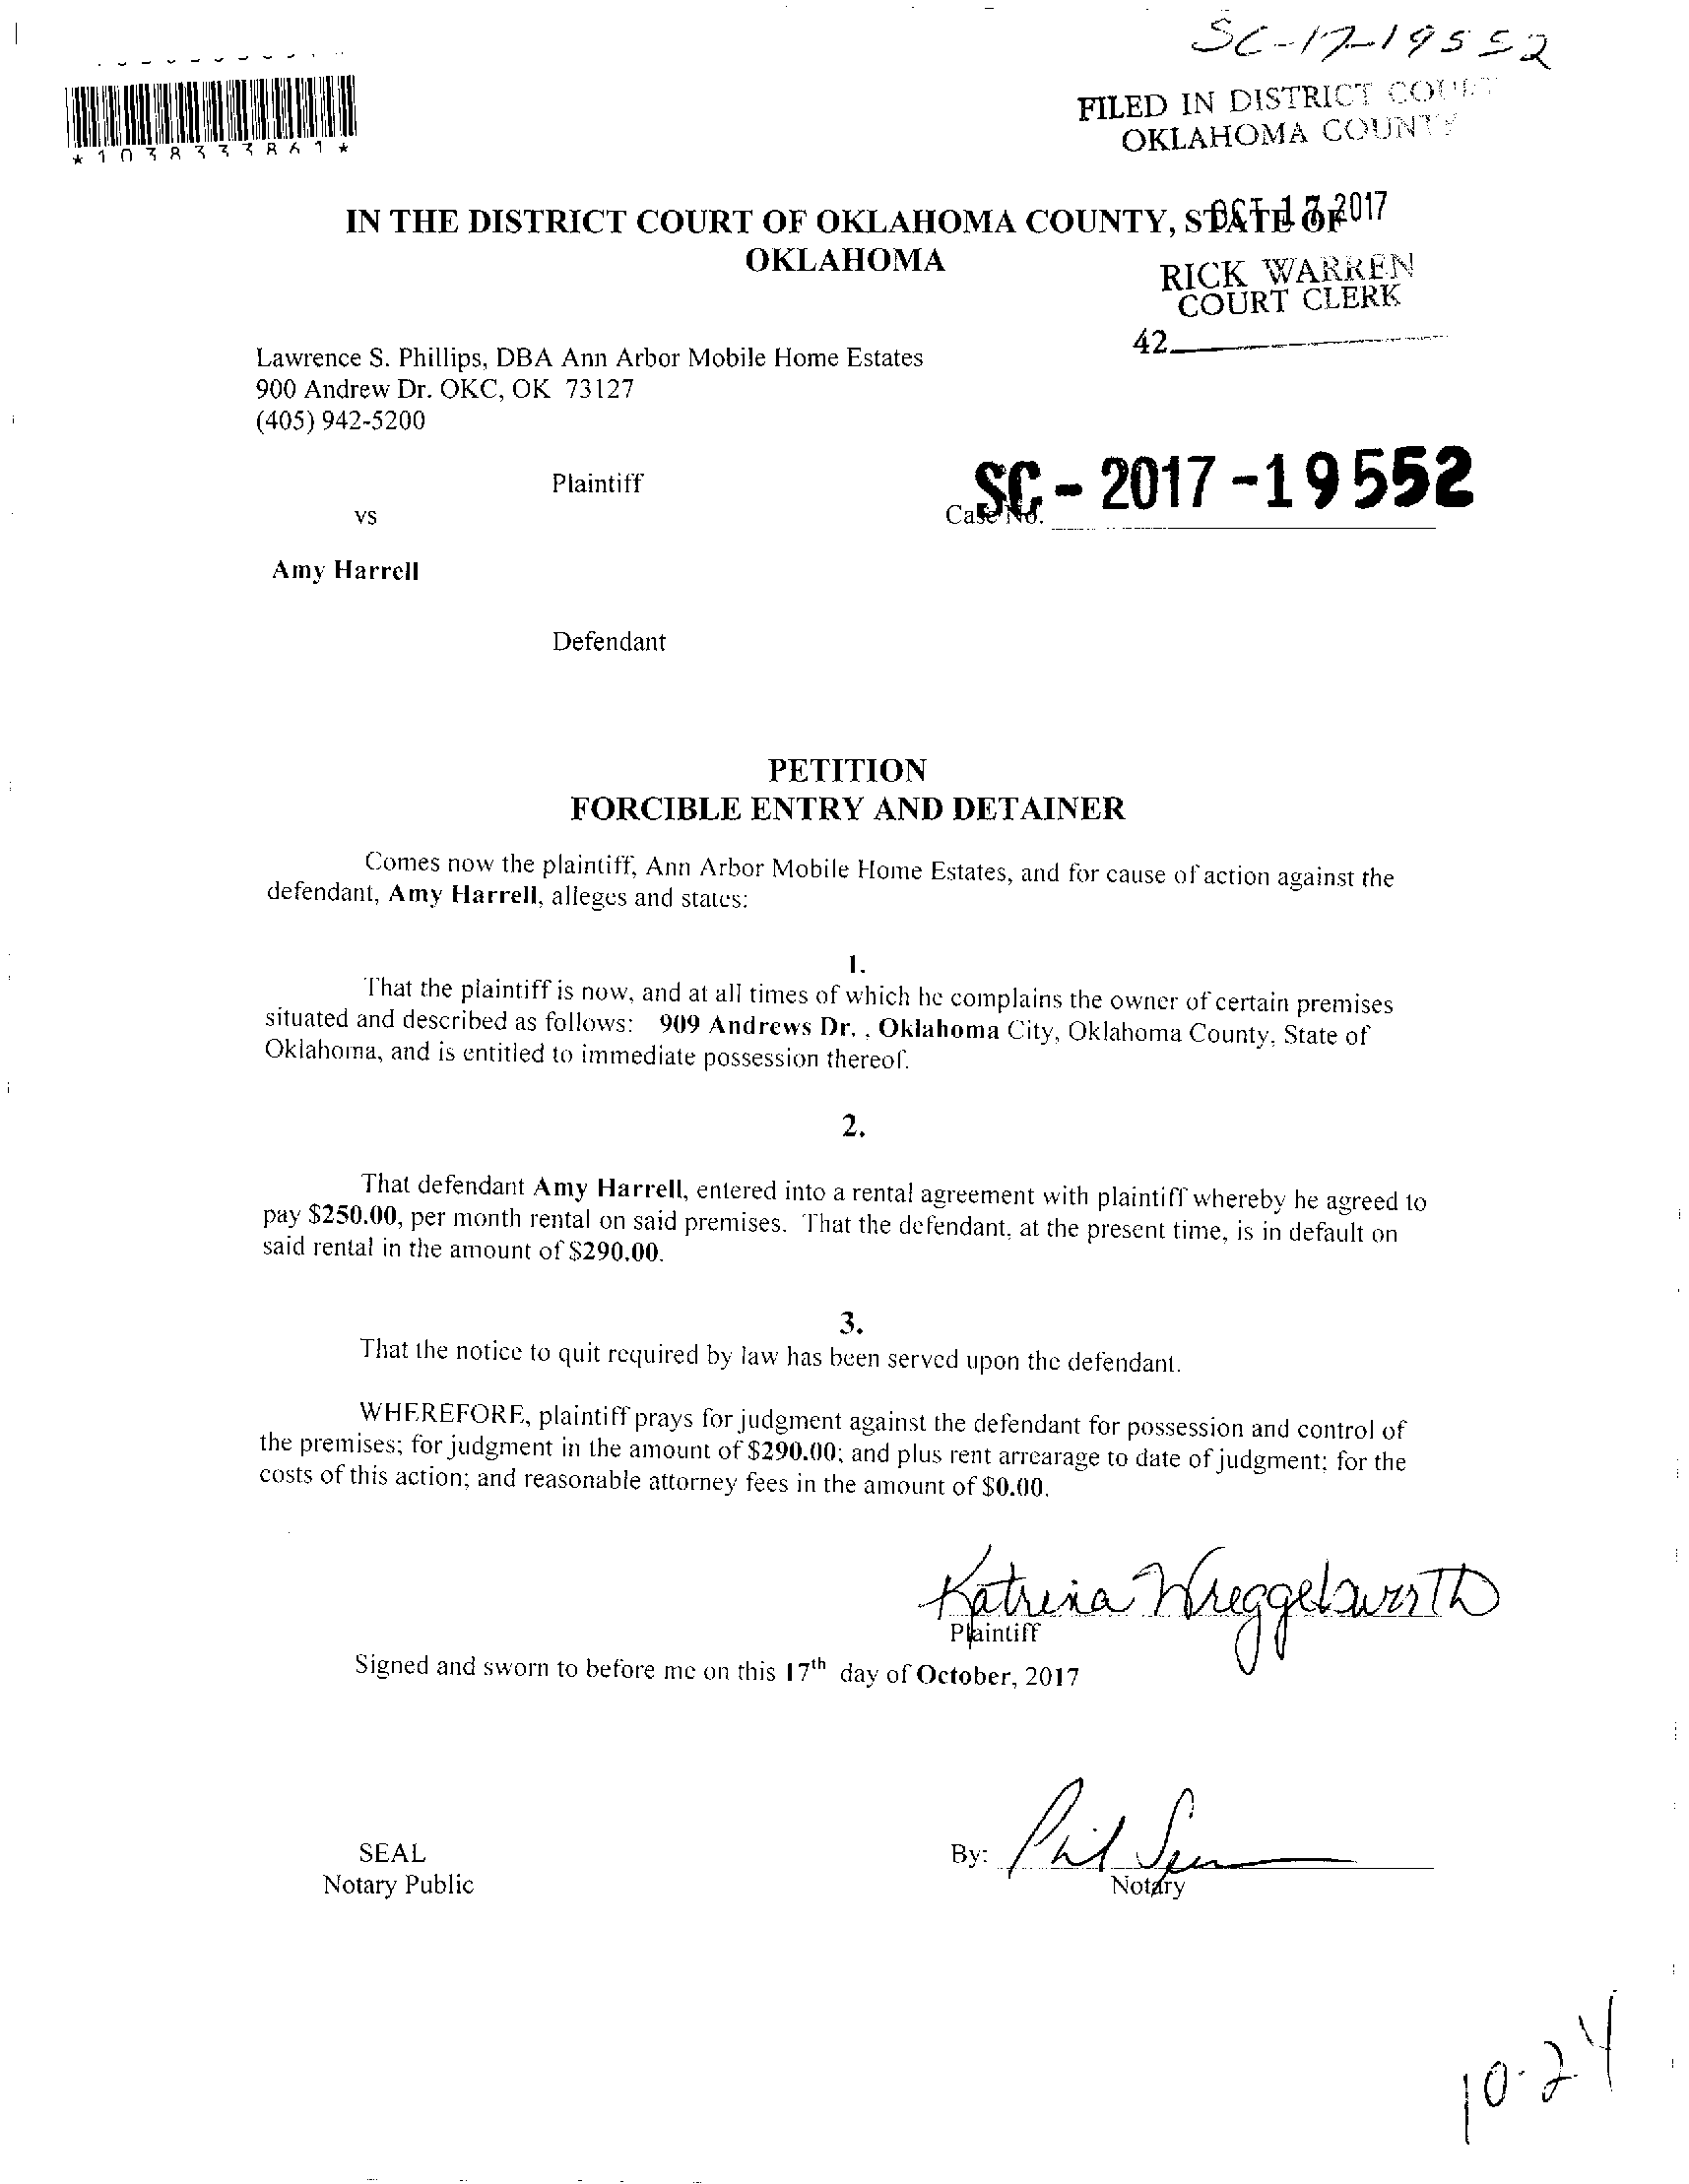 SC-17-19552
*1038333861*
FILED IN DISTRICT COURT
OKLAHOMA COUNTY
OCT 17 2017
IN THE DISTRICT COURT OF OKLAHOMA COUNTY, STATE OF
OKLAHOMA
RICK WARREN
COURT CLERK
42
Lawrence S. Phillips, DBA Ann Arbor Mobile Home Estates
900 Andrew Dr. OKC, OK 73127
(405) 942-5200
Plaintiff
vs
Case No. SC - 2017 - 19552
Amy Harrell
Defendant
PETITION
FORCIBLE ENTRY AND DETAINER
Comes now the plaintiff, Ann Arbor Mobile Home Estates, and for cause of action against the
defendant, Amy Harrell, alleges and states:
1.
That the plaintiff is now, and at all times of which he complains the owner of certain premises
situated and described as follows: 909 Andrews Dr. , Oklahoma City, Oklahoma County, State of
Oklahoma, and is entitled to immediate possession thereof.
2.
That defendant Amy Harrell, entered into a rental agreement with plaintiff whereby he agreed to
pay $250.00, per month rental on said premises. That the defendant, at the present time, is in default on
said rental in the amount of $290.00.
3.
That the notice to quit required by law has been served upon the defendant.
WHEREFORE, plaintiff prays for judgment against the defendant for possession and control of
the premises; for judgment in the amount of $290.00; and plus rent arrearage to date of judgment; for the
costs of this action; and reasonable attorney fees in the amount of $0.00.
Katrina Wreggelsworth
Plaintiff
Signed and sworn to before me on this 17th day of October, 2017
SEAL
By: Phil
Notary Public
Notary
10-24